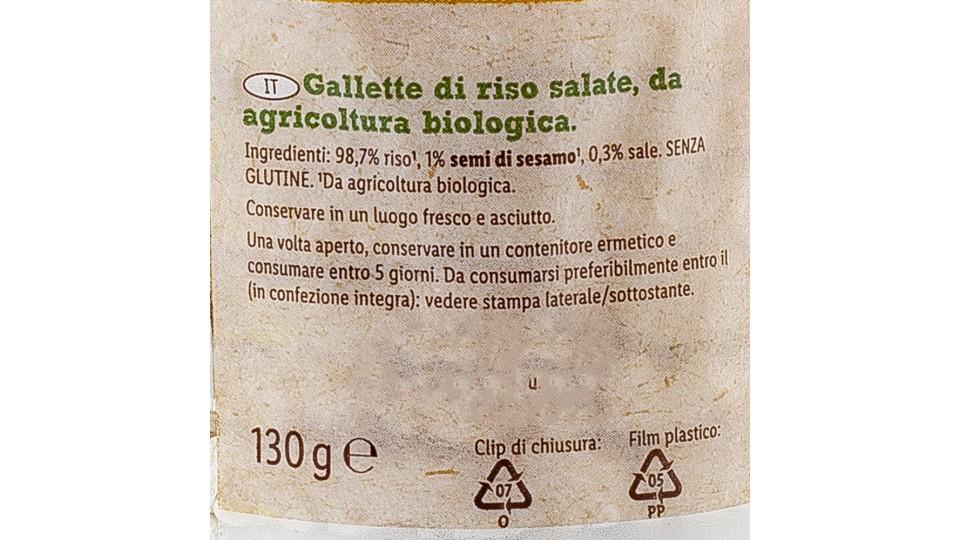 IT Gallette di riso salate, da
agricoltura biologica.
Ingredienti: 98,7% riso¹, 1% semi di sesamo¹, 0,3% sale. SENZA
GLUTINE. ¹Da agricoltura biologica.
Conservare in un luogo fresco e asciutto.
Una volta aperto, conservare in un contenitore ermetico e
consumare entro 5 giorni. Da consumarsi preferibilmente entro il
(in confezione integra): vedere stampa laterale/sottostante.
u.
130 g e
Clip di chiusura: Film plastico:
07 05
O PP